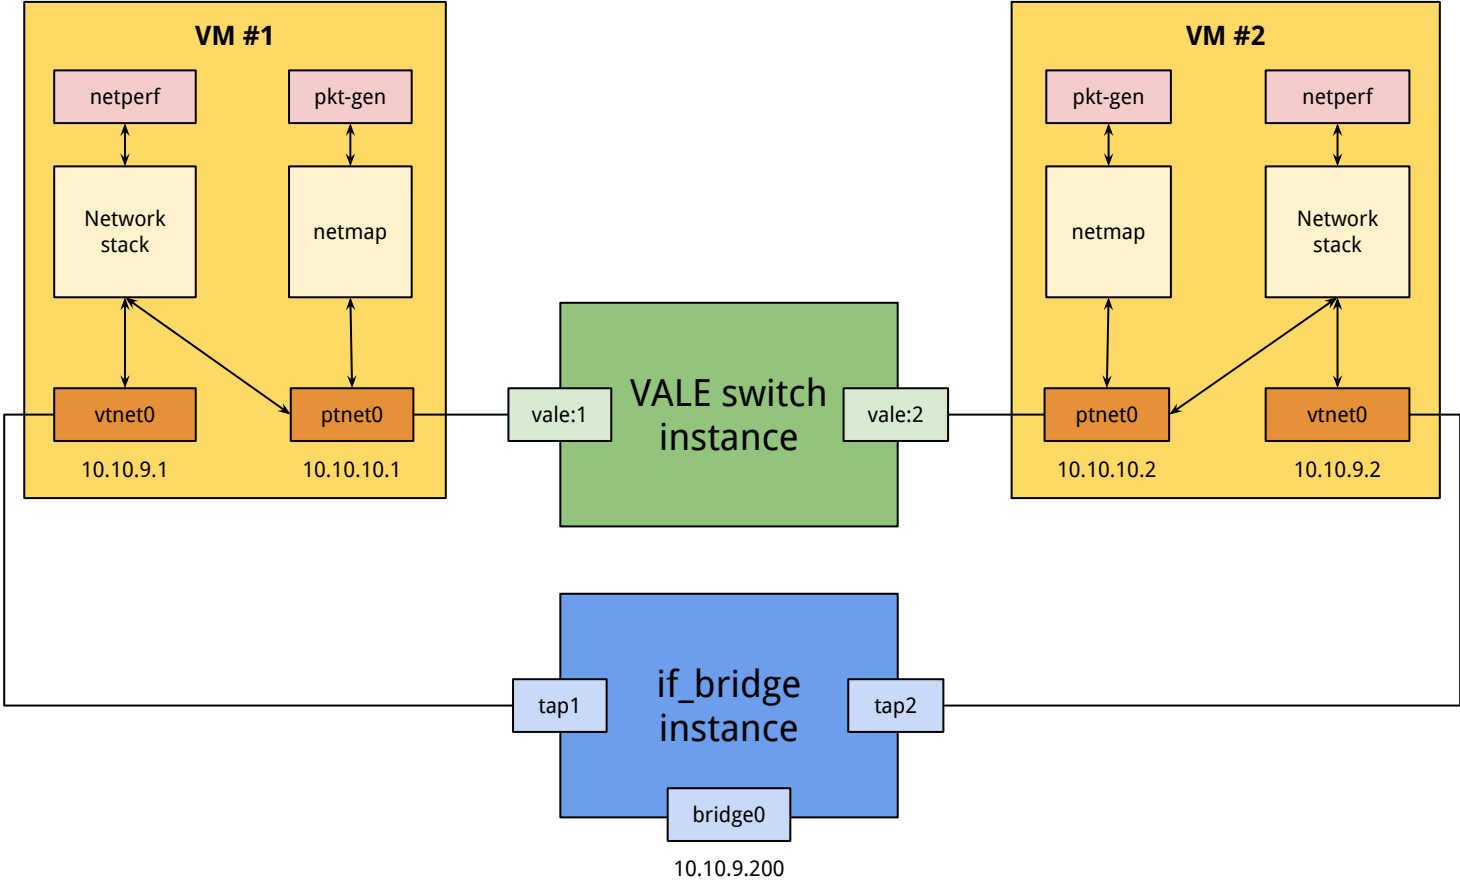 VM #1
netperf
pkt-gen
Network
stack
netmap
vtnet0
ptnet0
10.10.9.1
10.10.10.1
VALE switch
instance
vale:1
vale:2
VM #2
pkt-gen
netperf
netmap
Network
stack
ptnet0
vtnet0
10.10.10.2
10.10.9.2
if_bridge
instance
tap1
tap2
bridge0
10.10.9.200